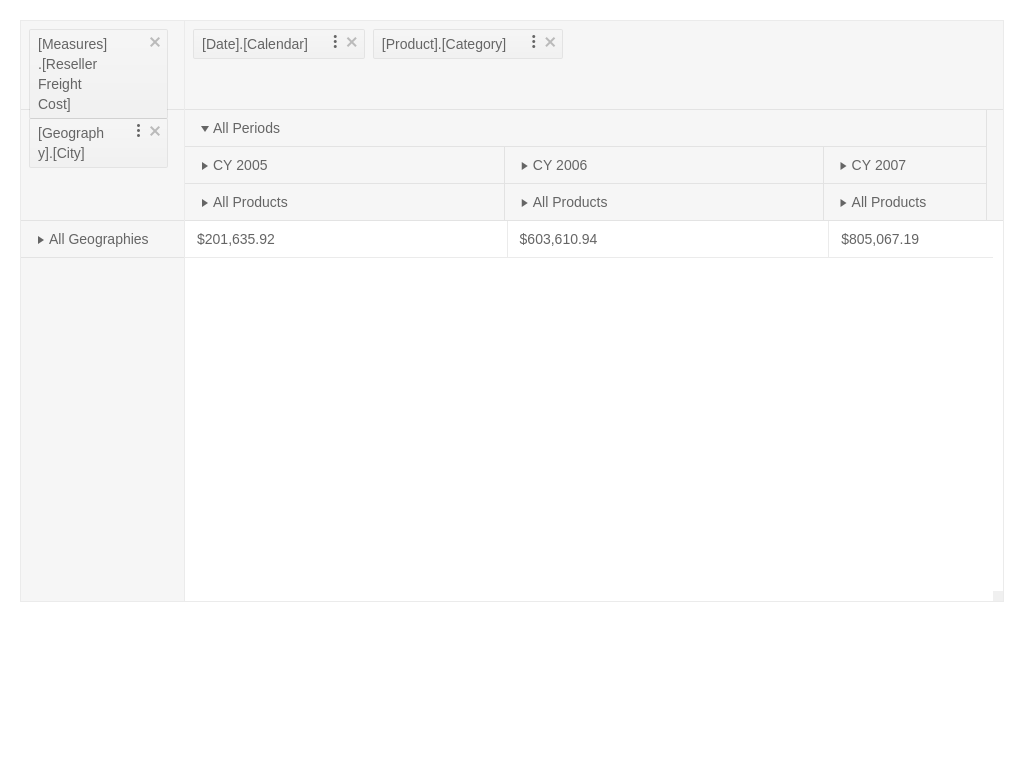 [Measures]
.[Reseller
Freight
Cost]
[Date].[Calendar]
[Product].[Category]
[Geograph
y].[City]
All Periods
CY 2005
CY 2006
CY 2007
All Products
All Products
All Products
All Geographies
$201,635.92
$603,610.94
$805,067.19